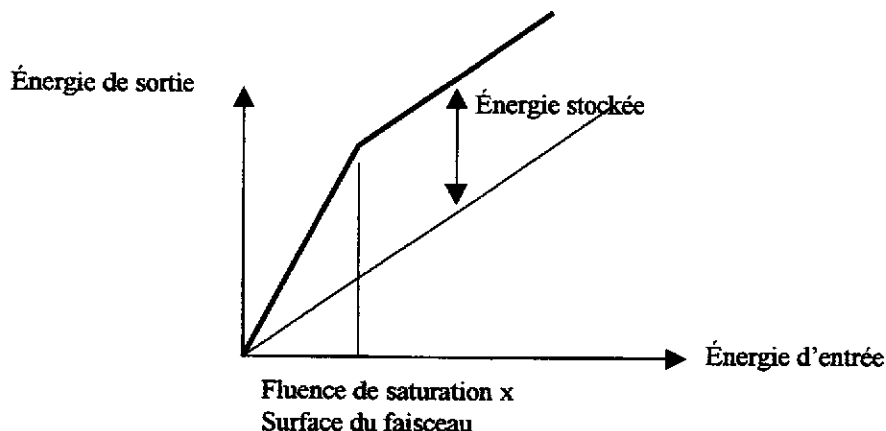 Énergie de sortie
Énergie stockée
Énergie d'entrée
Fluence de saturation x
Surface du faisceau